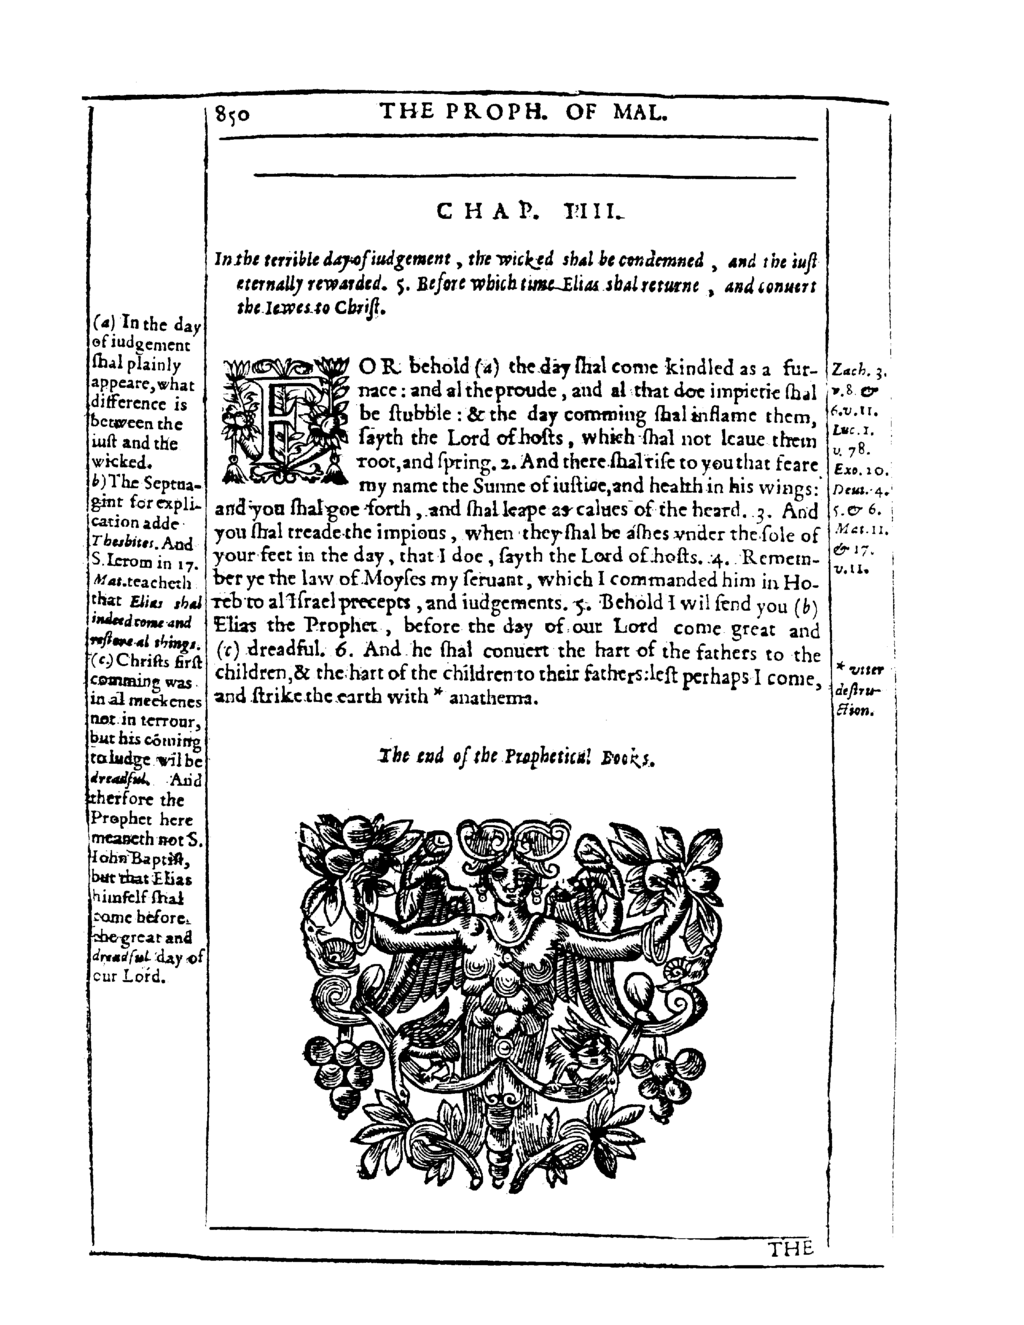 850
THE PROPH. OF MAL.
CHAP. IIII.
In the terrible day of iudgement, the wicked shal be condemned, and the iuſt
eternally rewarded. 5. Before which time Elias shal returne, and conuert
the Iewes to Chriſt.
FOR behold (a) the day ſhal come kindled as a fur-
nace: and al the proude, and al that doe impietie ſhal
be ſtubble: & the day comming ſhal inflame them,
ſayth the Lord of hoſts, which ſhal not leaue them
root, and ſpring. 2. And there ſhal riſe to you that feare
my name the Sunne of iuſtice, and health in his wings:
and you ſhal goe forth, and ſhal leape as calues of the heard. 3. And
you ſhal treade the impious, when they ſhal be aſhes vnder the ſole of
your feet in the day, that I doe, ſayth the Lord of hoſts. 4. Remem-
ber ye the law of Moyſes my ſeruant, which I commanded him in Ho-
reb to al Iſrael precepts, and iudgements. 5. Behold I wil ſend you (b)
Elias the Prophet, before the day of our Lord come great and
(c) dreadful. 6. And he ſhal conuert the hart of the fathers to the
children, & the hart of the children to their fathers: leſt perhaps I come,
and ſtrike the earth with * anathema.
The end of the Prophetical Bookſ.
(a) In the day
of iudgement
ſhal plainly
appeare, what
difference is
between the
iuſt and the
wicked.
b) The Septua-
gint for expli-
cation adde
Thesbites. And
S. Ierom in 17.
Mat. teacheth
that Elias shal
indeed come and
reſtore al things.
(c) Chriſts firſt
comming was
in al meekenes
not in terrour,
but his cōming
to iudge wil be
dreadful. And
therfore the
Prophet here
meaneth not S.
Iohn Baptiſt,
but that Elias
himſelf ſhal
come before
the great and
dreadful day of
our Lord.
Zach. 3.
v. 8. &
6. v. 12.
Luc. 1.
v. 78.
Exo. 20.
Deut. 4.
5. & 6.
Mat. 11.
& 17.
v. 11.
* vtter
deſtru-
ction.
THE